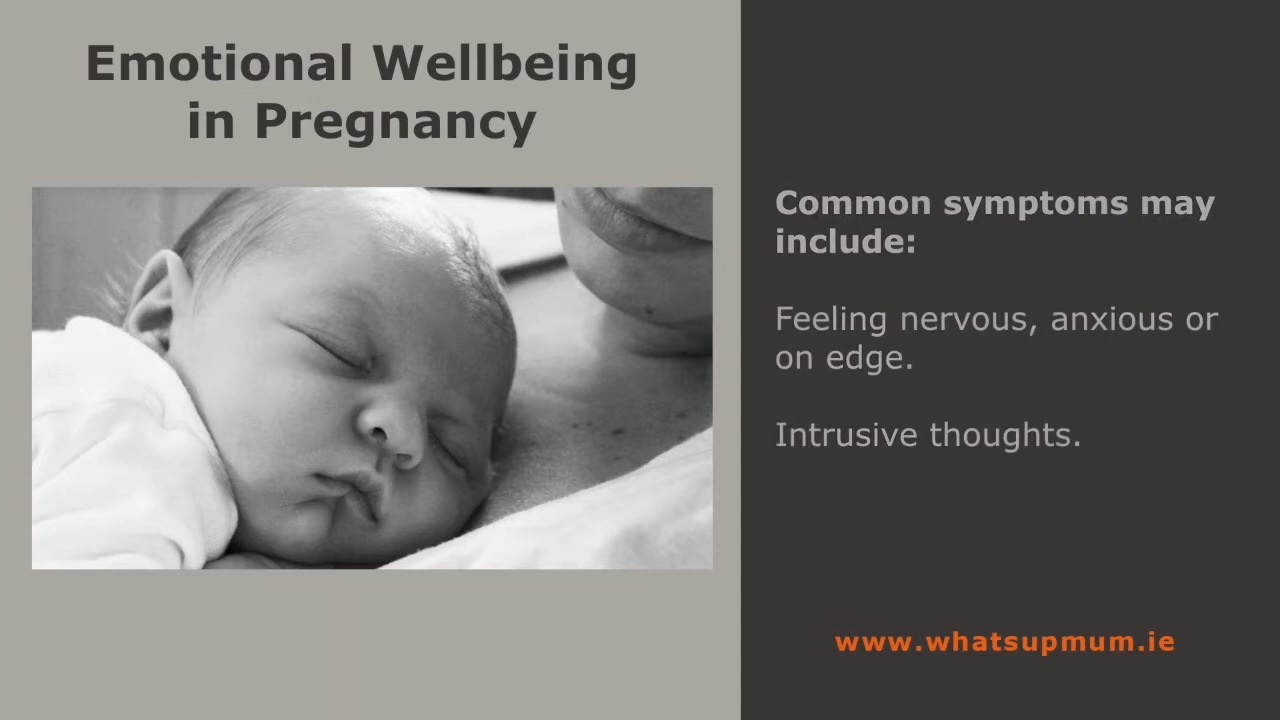 Emotional Wellbeing
in Pregnancy
Common symptoms may
include:
Feeling nervous, anxious or
on edge.
Intrusive thoughts.
www.whatsupmum.ie